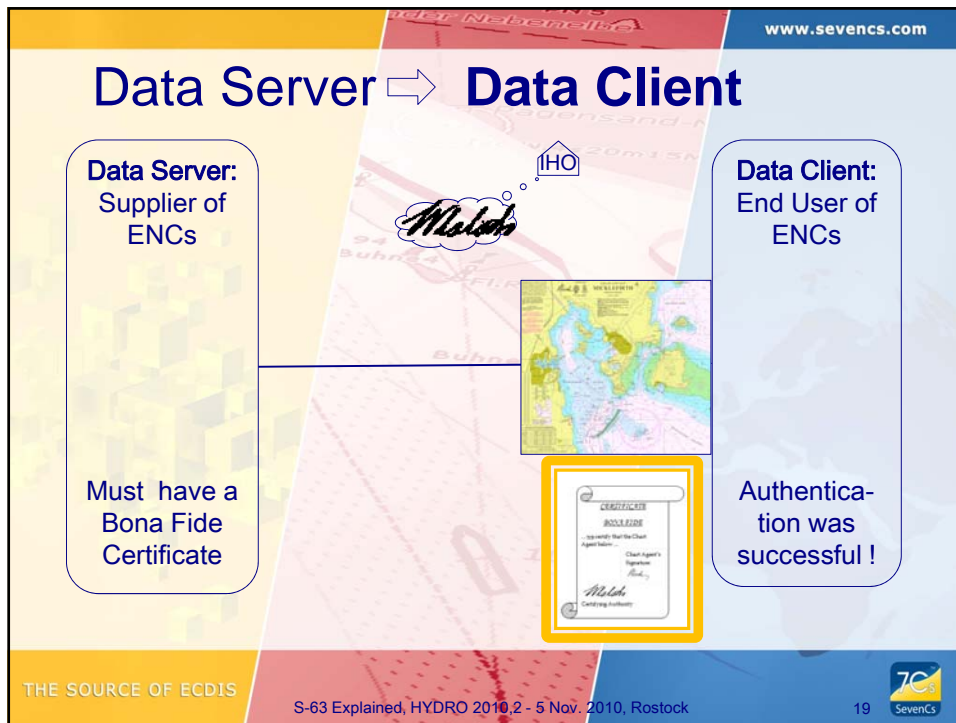 www.sevencs.com
Data Server ⇨ Data Client
Data Server:
Supplier of
ENCs
Must have a
Bona Fide
Certificate
IHO
CERTIFICATE
BONA FIDE
Chart Agent's
Signature
Certifying Authority
Data Client:
End User of
ENCs
Authentica-
tion was
successful !
THE SOURCE OF ECDIS
S-63 Explained, HYDRO 2010,2 - 5 Nov. 2010, Rostock
19
7Cs
SevenCs